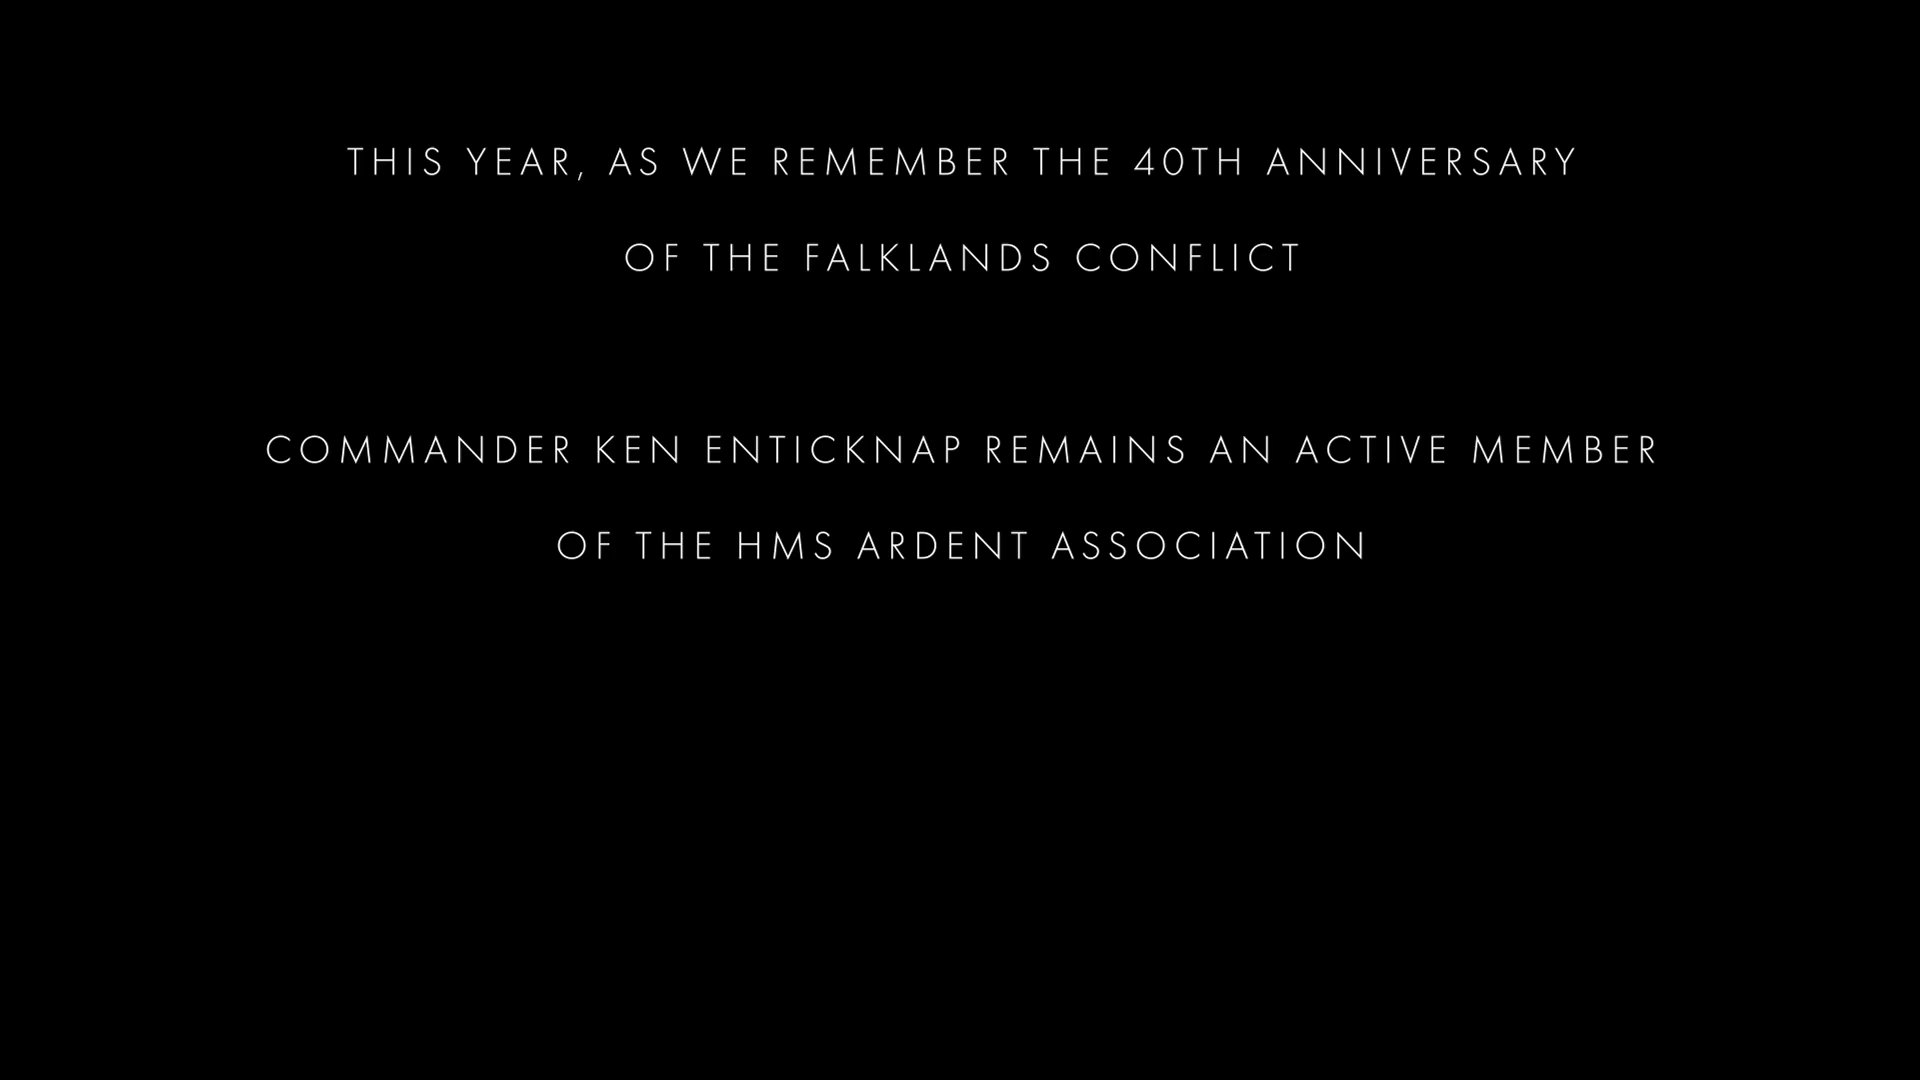 THIS YEAR, AS WE REMEMBER THE 40TH ANNIVERSARY
OF THE FALKLANDS CONFLICT
COMMANDER KEN ENTICKNAP REMAINS AN ACTIVE MEMBER
OF THE HMS ARDENT ASSOCIATION